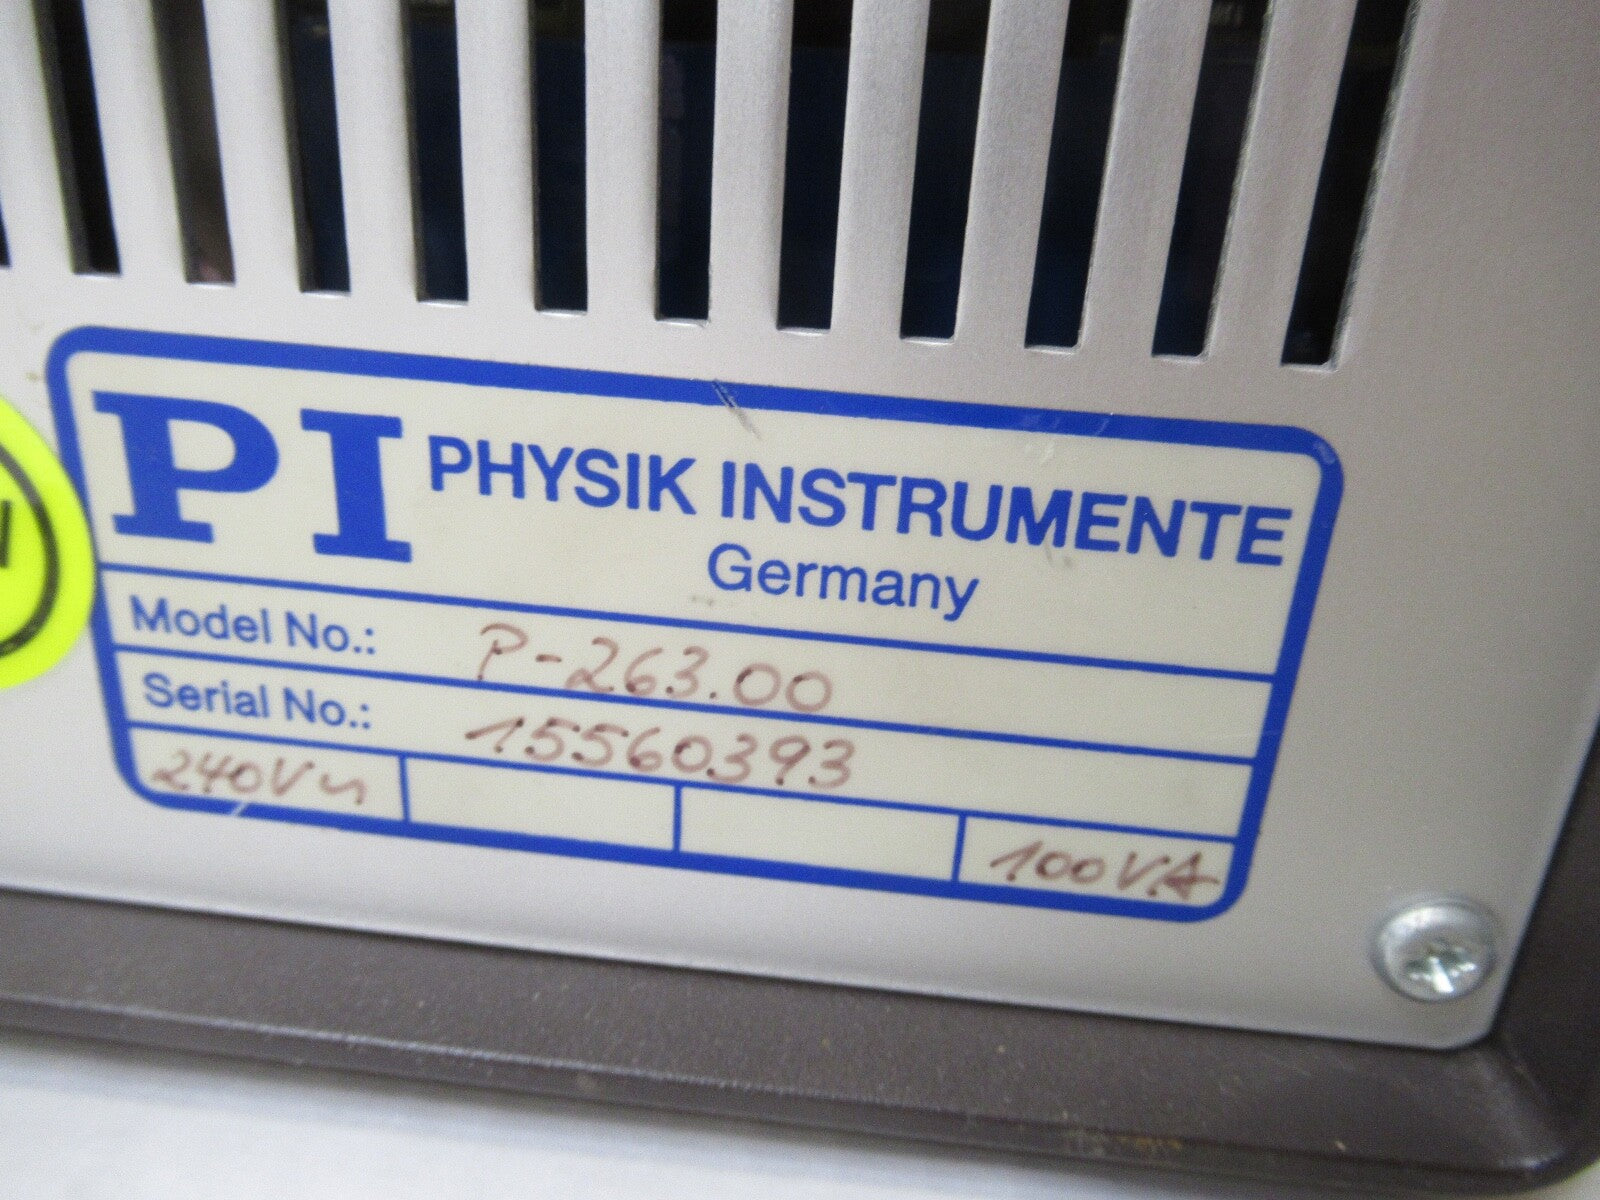 PI PHYSIK INSTRUMENTE
Germany
Model No.: P-263.00
Serial No.: 15560393
240V~ 100VA